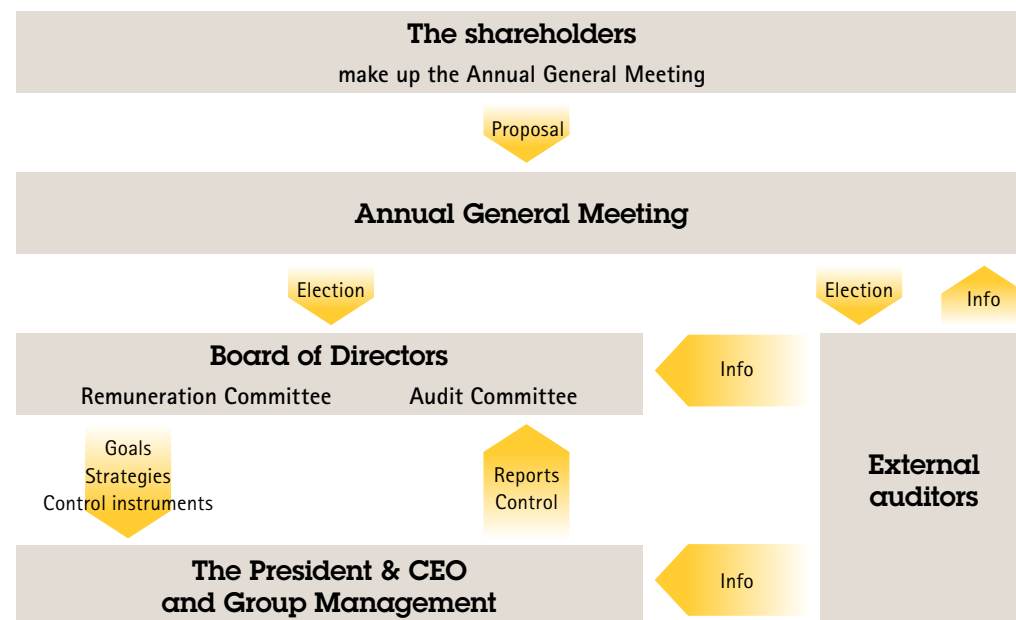 The shareholders
make up the Annual General Meeting
Proposal
Annual General Meeting
Election
Election
Info
Board of Directors
Remuneration Committee
Audit Committee
Info
Goals
Strategies
Control instruments
Reports
Control
External
auditors
The President & CEO
and Group Management
Info